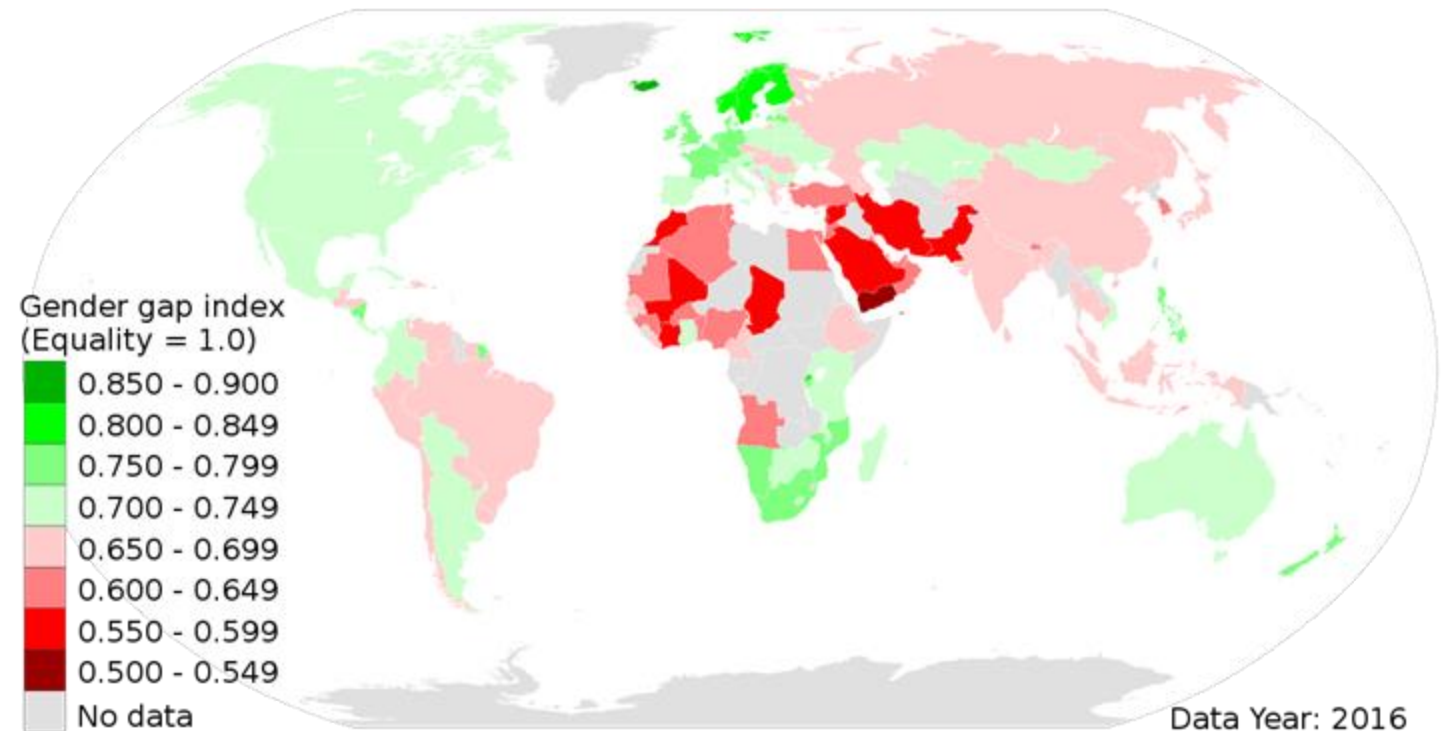 Gender gap index
(Equality = 1.0)
0.850 - 0.900
0.800 - 0.849
0.750 - 0.799
0.700 - 0.749
0.650 - 0.699
0.600 - 0.649
0.550 - 0.599
0.500 - 0.549
No data
Data Year: 2016